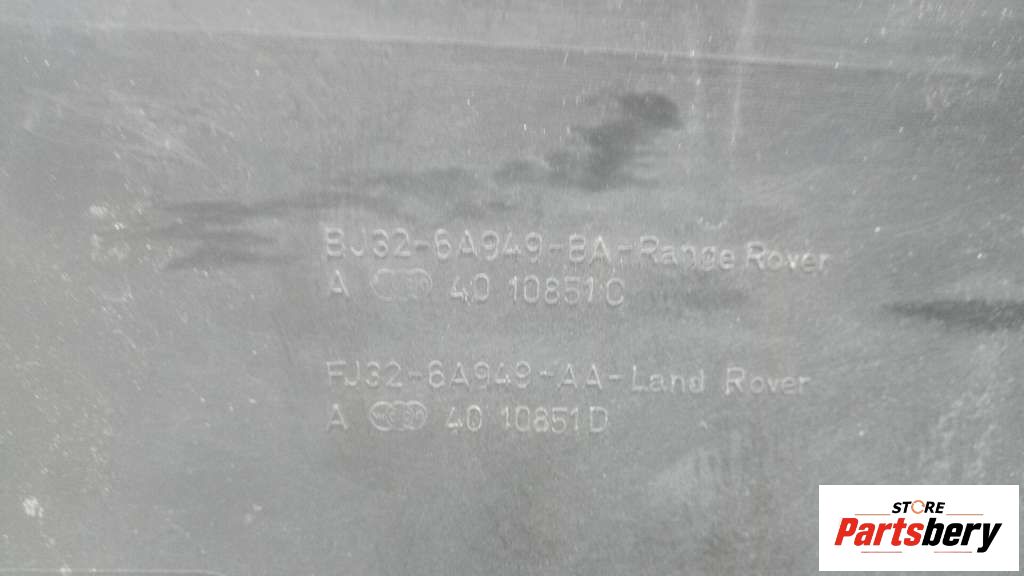 BJ32-6A949-BA-Range Rover
A 40 10851C
FJ32-6A949-AA-Land Rover
A 40 10851D
STORE
Partsbery